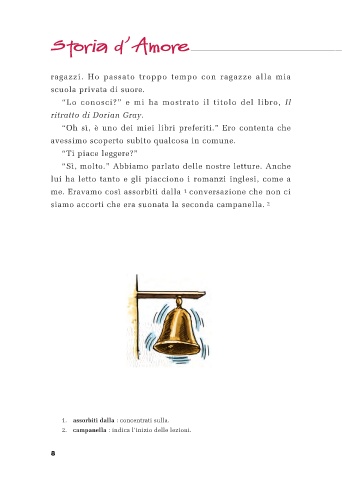 Storia d'Amore
ragazzi. Ho passato troppo tempo con ragazze alla mia
scuola privata di suore.
“Lo conosci?” e mi ha mostrato il titolo del libro, Il
ritratto di Dorian Gray.
“Oh sì, è uno dei miei libri preferiti.” Ero contenta che
avessimo scoperto subito qualcosa in comune.
“Ti piace leggere?”
“Sì, molto.” Abbiamo parlato delle nostre letture. Anche
lui ha letto tanto e gli piacciono i romanzi inglesi, come a
me. Eravamo così assorbiti dalla 1 conversazione che non ci
siamo accorti che era suonata la seconda campanella. 2
1. assorbiti dalla : concentrati sulla.
2. campanella : indica l'inizio delle lezioni.
8